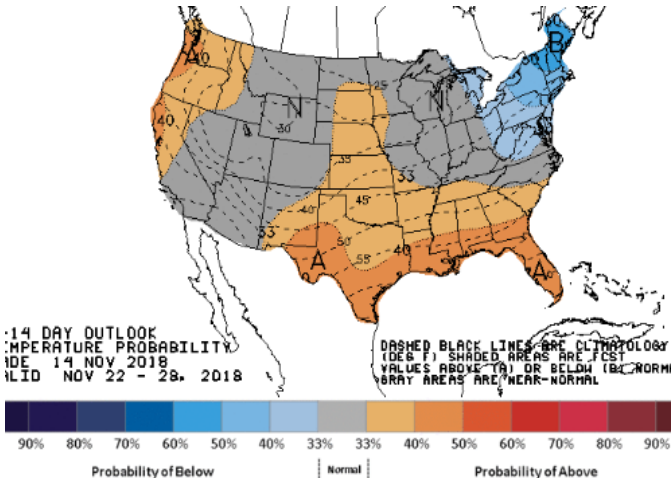 A
40
60
B
50
N
N
25
30
40
35
33
45
40
33
50
A
55
40
A
-14 DAY OUTLOOK
EMPERATURE PROBABILITY
ADE 14 NOV 2018
ALID NOV 22 - 28, 2018
DASHED BLACK LINES ARE CLIMATOLOGY
(DEG F) SHADED AREAS ARE FCST
VALUES ABOVE (A) OR BELOW (B) NORM
GRAY AREAS ARE NEAR-NORMAL
90% 80% 70% 60% 50% 40% 33% 33% 40% 50% 60% 70% 80% 90%
Probability of Below Normal Probability of Above